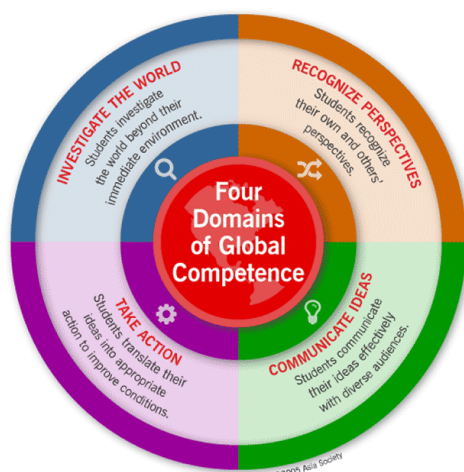 INVESTIGATE THE WORLD
Students investigate
the world beyond their
immediate environment.
RECOGNIZE PERSPECTIVES
Students recognize
their own and others'
perspectives.
Four
Domains
of Global
Competence
TAKE ACTION
Students translate their
ideas into appropriate
action to improve conditions.
COMMUNICATE IDEAS
Students communicate
their ideas effectively
with diverse audiences.
Asia Society